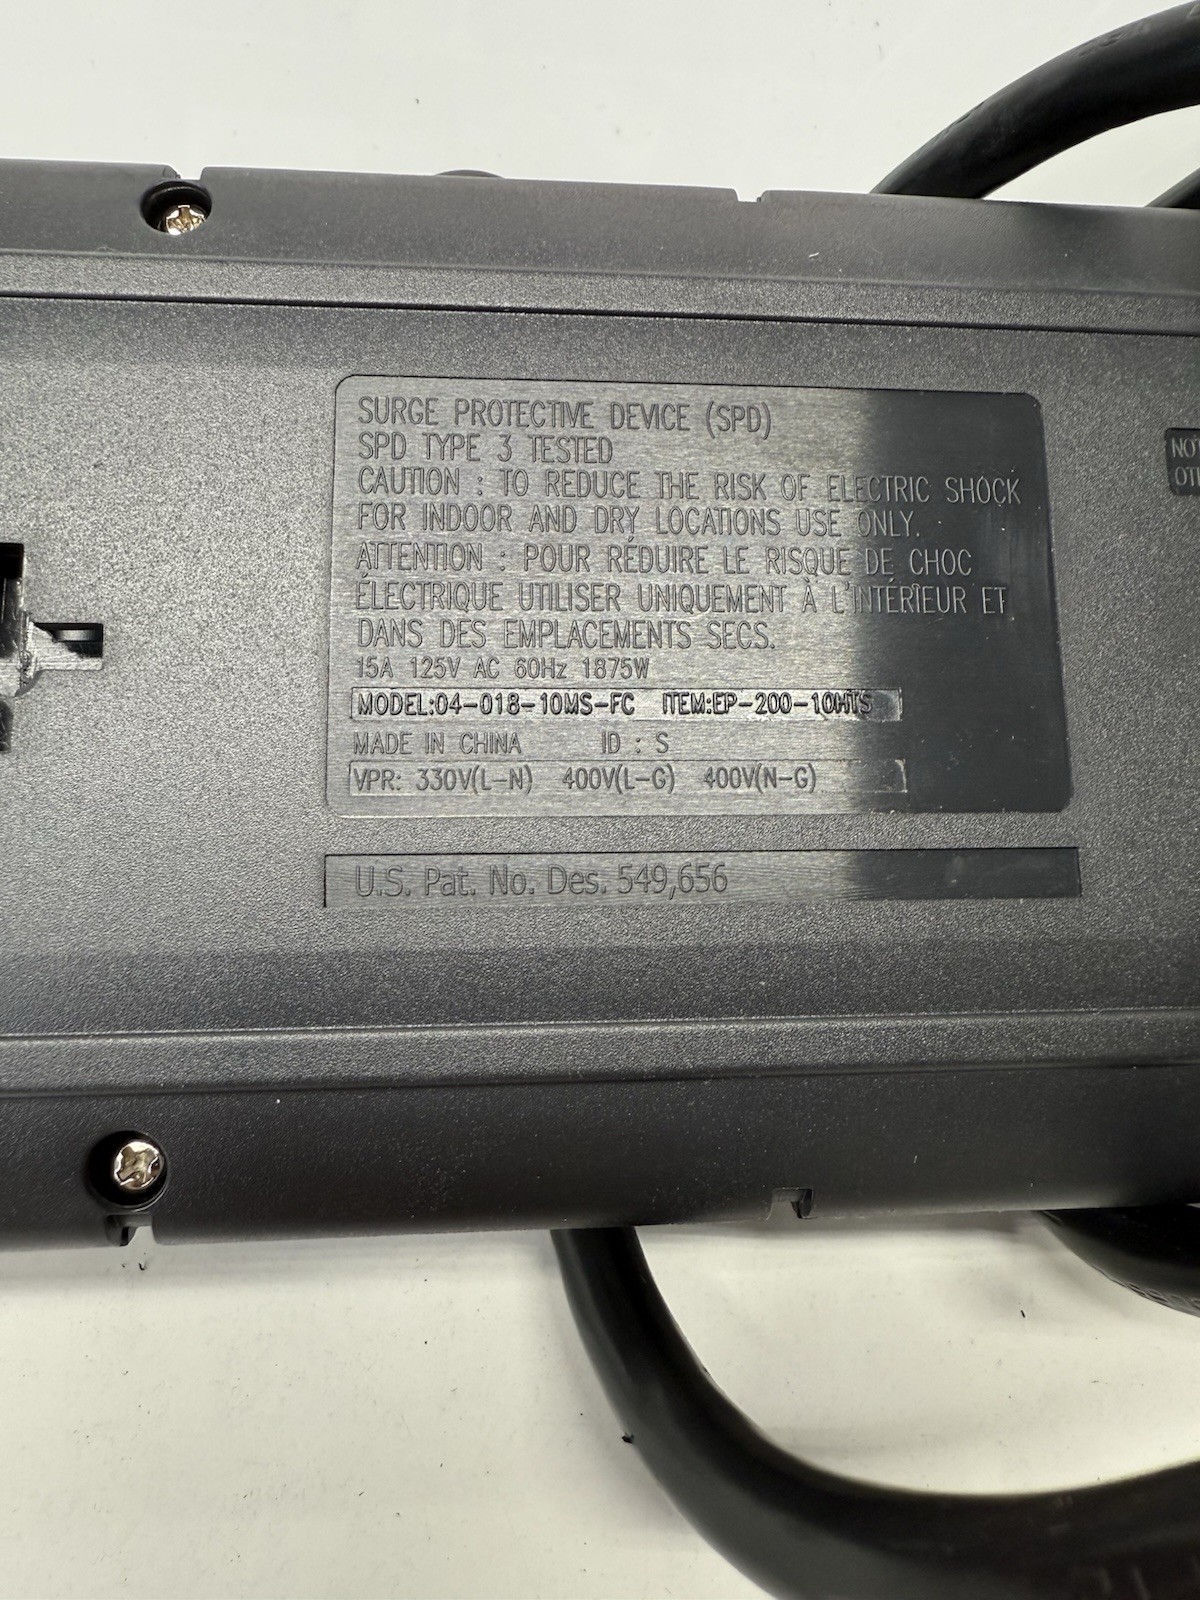 SURGE PROTECTIVE DEVICE (SPD)
SPD TYPE 3 TESTED
CAUTION : TO REDUCE THE RISK OF ELECTRIC SHOCK
FOR INDOOR AND DRY LOCATIONS USE ONLY.
ATTENTION : POUR RÉDUIRE LE RISQUE DE CHOC
ÉLECTRIQUE UTILISER UNIQUEMENT À L'INTÉRIEUR ET
DANS DES EMPLACEMENTS SECS.
15A 125V AC 60Hz 1875W
MODEL:04-018-10MS-FC ITEM:EP-200-10HTS
MADE IN CHINA ID : S
VPR: 330V(L-N) 400V(L-G) 400V(N-G)
U.S. Pat. No. Des. 549,656